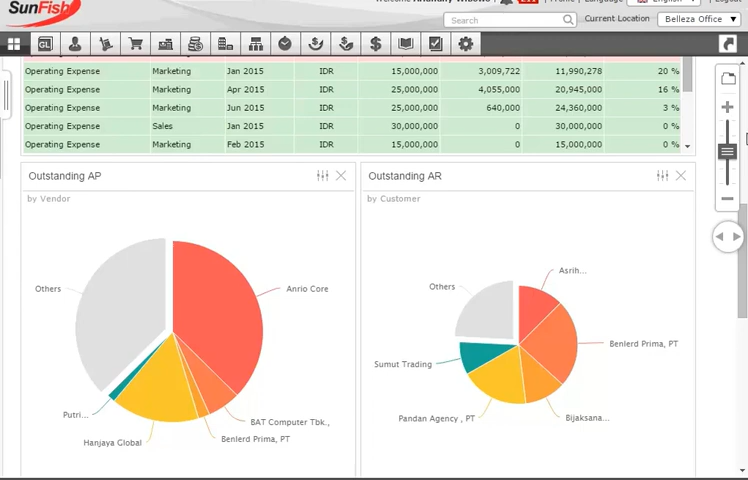 SunFish
Search
Current Location
Belleza Office
GL
Operating Expense Marketing Jan 2015 IDR 15,000,000 3,009,722 11,990,278 20 %
Operating Expense Marketing Apr 2015 IDR 25,000,000 4,055,000 20,945,000 16 %
Operating Expense Marketing Jun 2015 IDR 25,000,000 640,000 24,360,000 3 %
Operating Expense Sales Jan 2015 IDR 30,000,000 0 30,000,000 0 %
Operating Expense Marketing Feb 2015 IDR 15,000,000 0 15,000,000 0 %
Outstanding AP
by Vendor
Others
Anrio Core
Putri...
Hanjaya Global
BAT Computer Tbk.,
Benlerd Prima, PT
Outstanding AR
by Customer
Others
Asrih...
Benlerd Prima, PT
Sumut Trading
Pandan Agency , PT
Bijaksana...